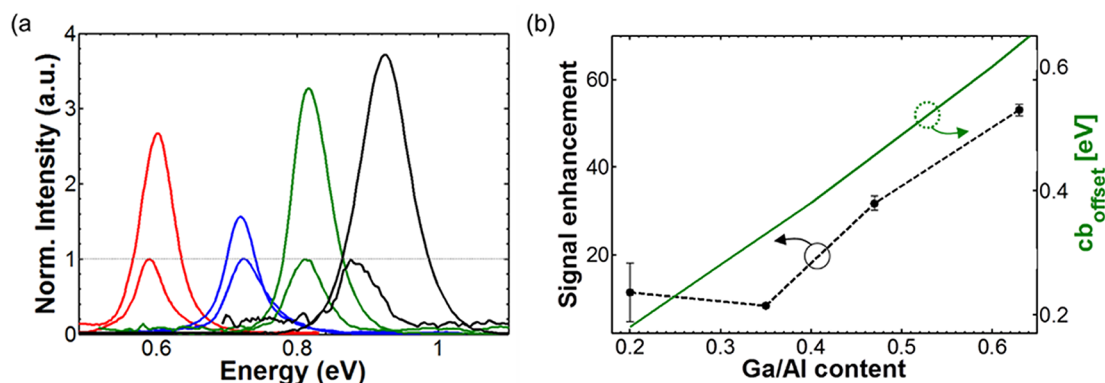 (a
4
3
2
1
0
Norm. Intensity (a.u.)
0.6
0.8
1
Energy (eV)
(b)
60
40
20
Signal enhancement
0.2
0.3
0.4
0.5
0.6
Ga/Al content
0.6
0.4
0.2
cb offset [eV]